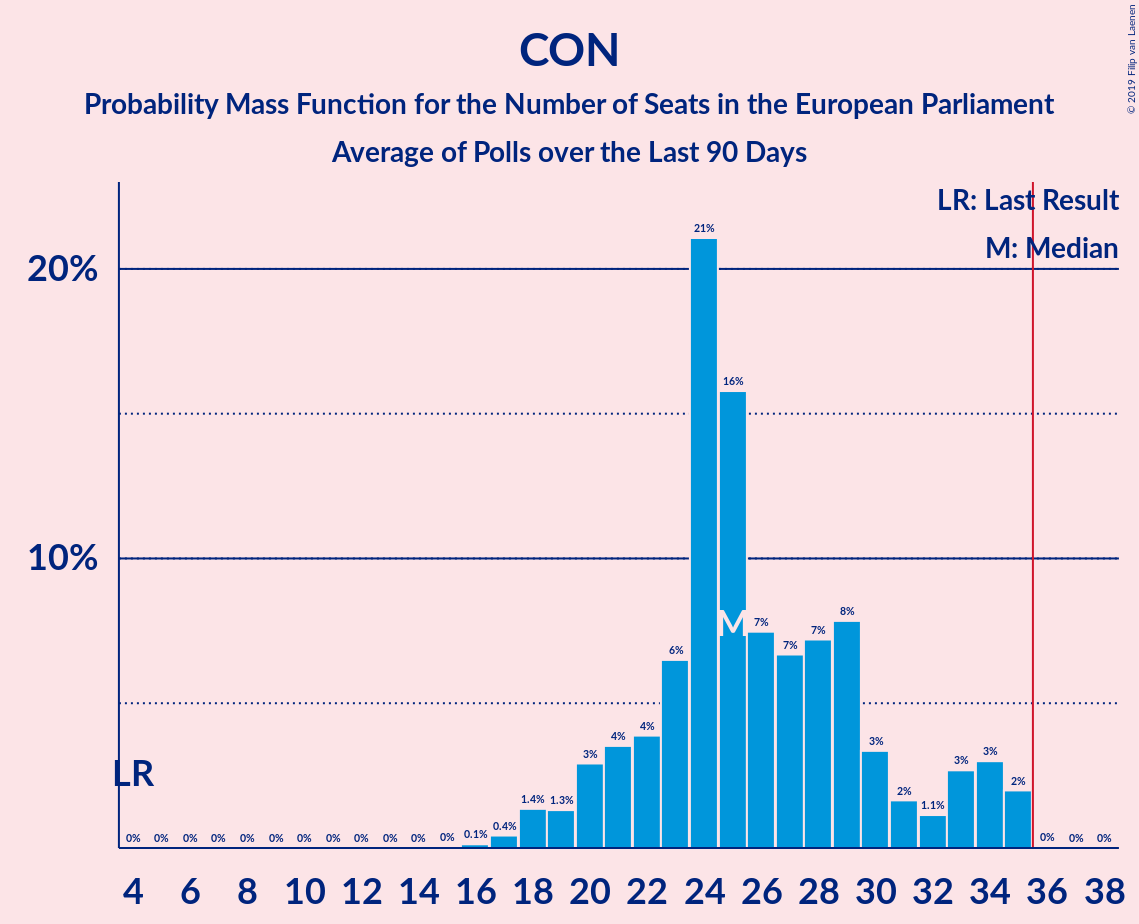 CON
Probability Mass Function for the Number of Seats in the European Parliament
Average of Polls over the Last 90 Days
© 2019 Filip van Laenen
LR: Last Result
M: Median
20%
10%
21%
16%
M
7%
7%
7%
8%
6%
4%
4%
3%
3%
3%
3%
2%
2%
1.4%
1.3%
1.1%
0.4%
0.1%
LR
0% 0% 0% 0% 0% 0% 0% 0% 0% 0% 0% 0% 0% 0% 0%
4 6 8 10 12 14 16 18 20 22 24 26 28 30 32 34 36 38